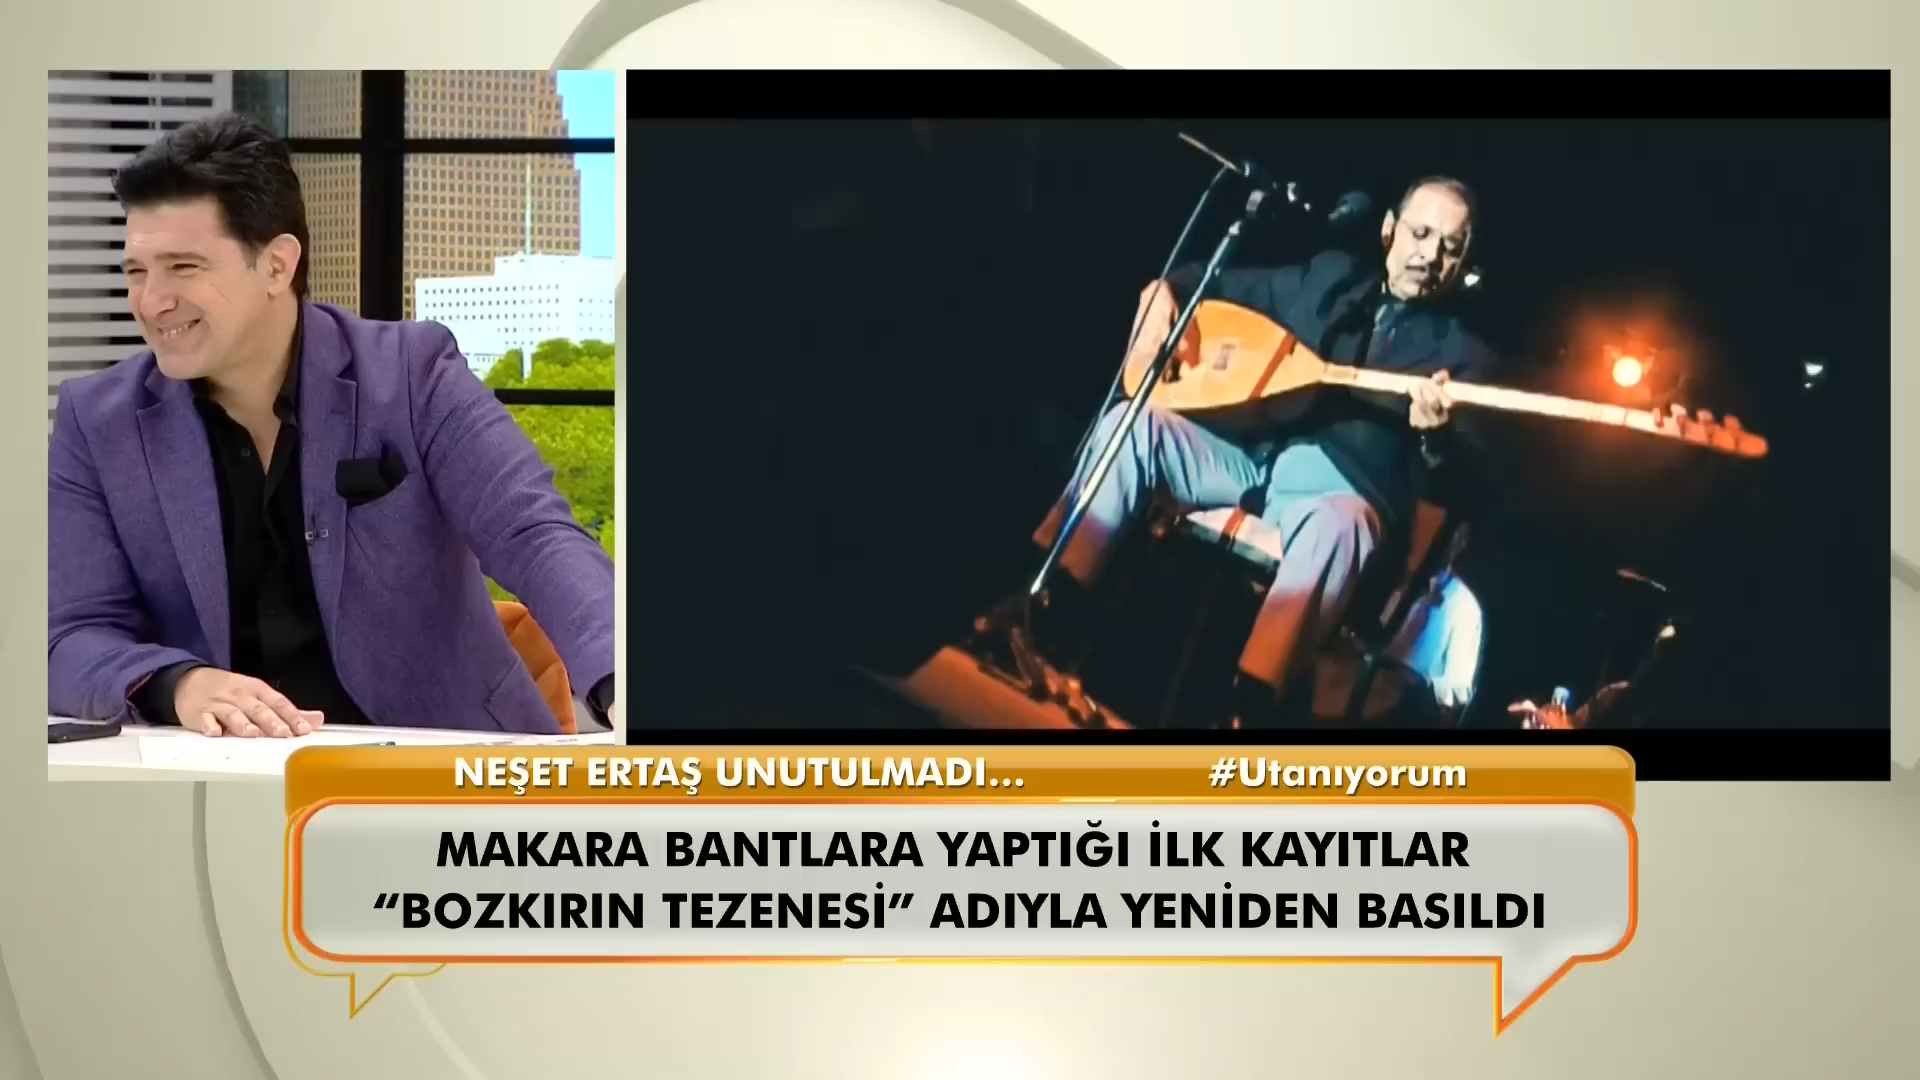 NEŞET ERTAŞ UNUTULMADI... #Utanıyorum
MAKARA BANTLARA YAPTIĞI İLK KAYITLAR
“BOZKIRIN TEZENESİ” ADIYLA YENİDEN BASILDI